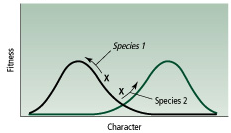 Species 1
Fitness
X
X
Species 2
Character